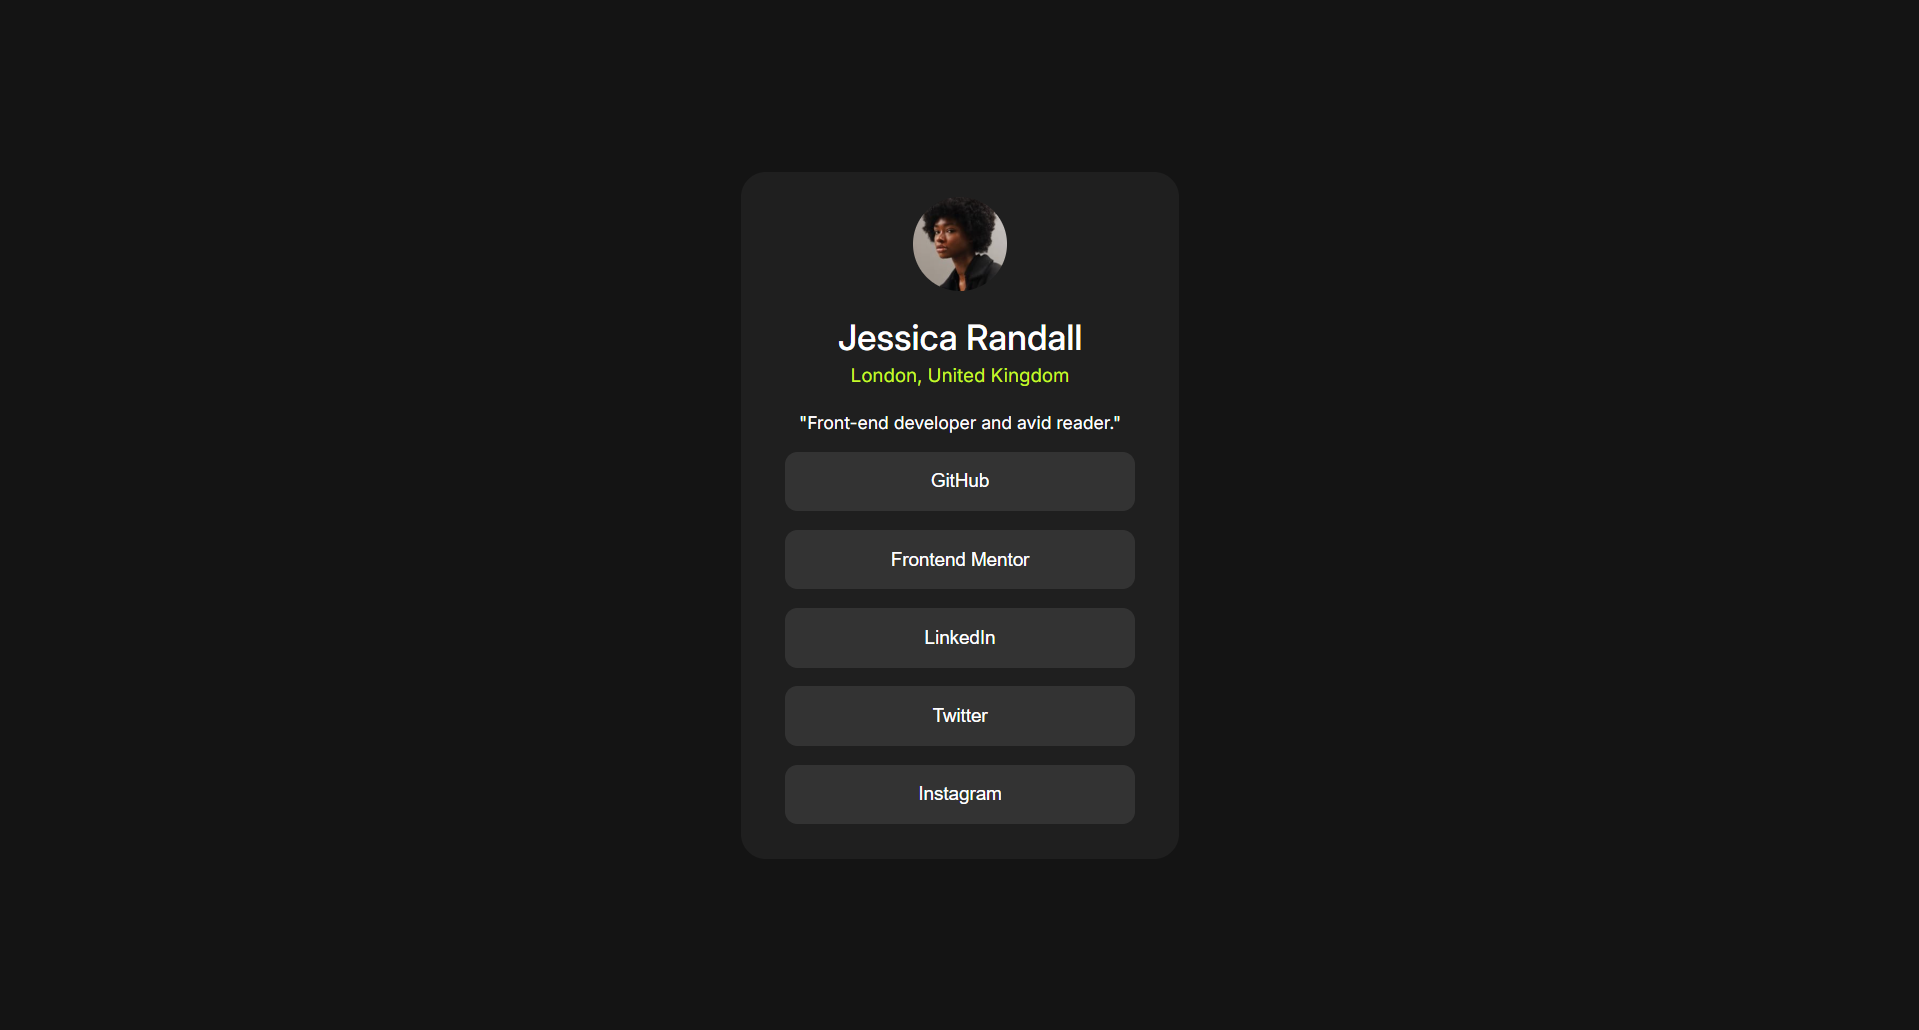 Jessica Randall
London, United Kingdom
"Front-end developer and avid reader."
GitHub
Frontend Mentor
LinkedIn
Twitter
Instagram